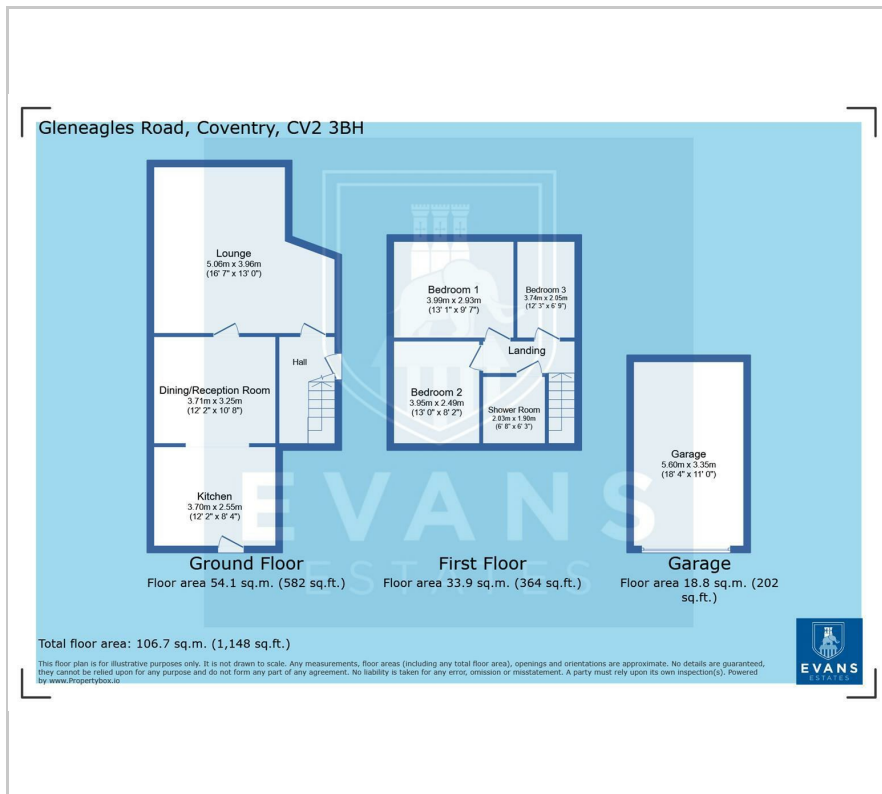 Gleneagles Road, Coventry, CV2 3BH
Lounge
5.06m x 3.96m
(16' 7" x 13' 0")
Hall
Dining/Reception Room
3.71m x 3.25m
(12' 2" x 10' 8")
Kitchen
3.70m x 2.55m
(12' 2" x 8' 4")
Ground Floor
Floor area 54.1 sq.m. (582 sq.ft.)
Bedroom 1
3.99m x 2.93m
(13' 1" x 9' 7")
Bedroom 3
3.74m x 2.05m
(12' 3" x 6' 9")
Landing
Bedroom 2
3.95m x 2.49m
(13' 0" x 8' 2")
Shower Room
2.03m x 1.90m
(6' 8" x 6' 3")
First Floor
Floor area 33.9 sq.m. (364 sq.ft.)
Garage
5.60m x 3.35m
(18' 4" x 11' 0")
Garage
Floor area 18.8 sq.m. (202
sq.ft.)
EVANS
ESTATES
Total floor area: 106.7 sq.m. (1,148 sq.ft.)
This floor plan is for illustrative purposes only. It is not drawn to scale. Any measurements, floor areas (including any total floor area), openings and orientations are approximate. No details are guaranteed,
they cannot be relied upon for any purpose and do not form any part of any agreement. No liability is taken for any error, omission or misstatement. A party must rely upon its own inspection(s). Powered
by www.Propertybox.io
EVANS
ESTATES